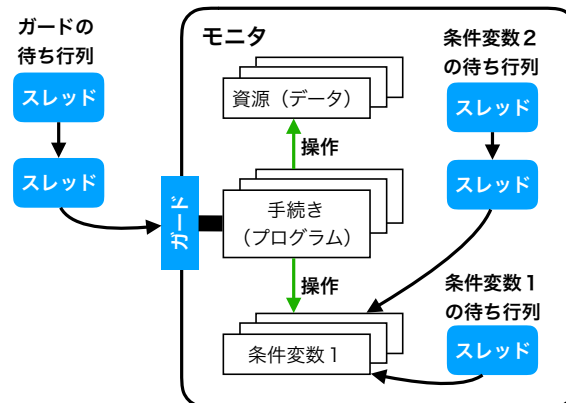 ガードの
待ち行列
スレッド
スレッド
ガード
モニタ
資源（データ）
操作
手続き
（プログラム）
操作
条件変数１
条件変数２
の待ち行列
スレッド
スレッド
条件変数１
の待ち行列
スレッド